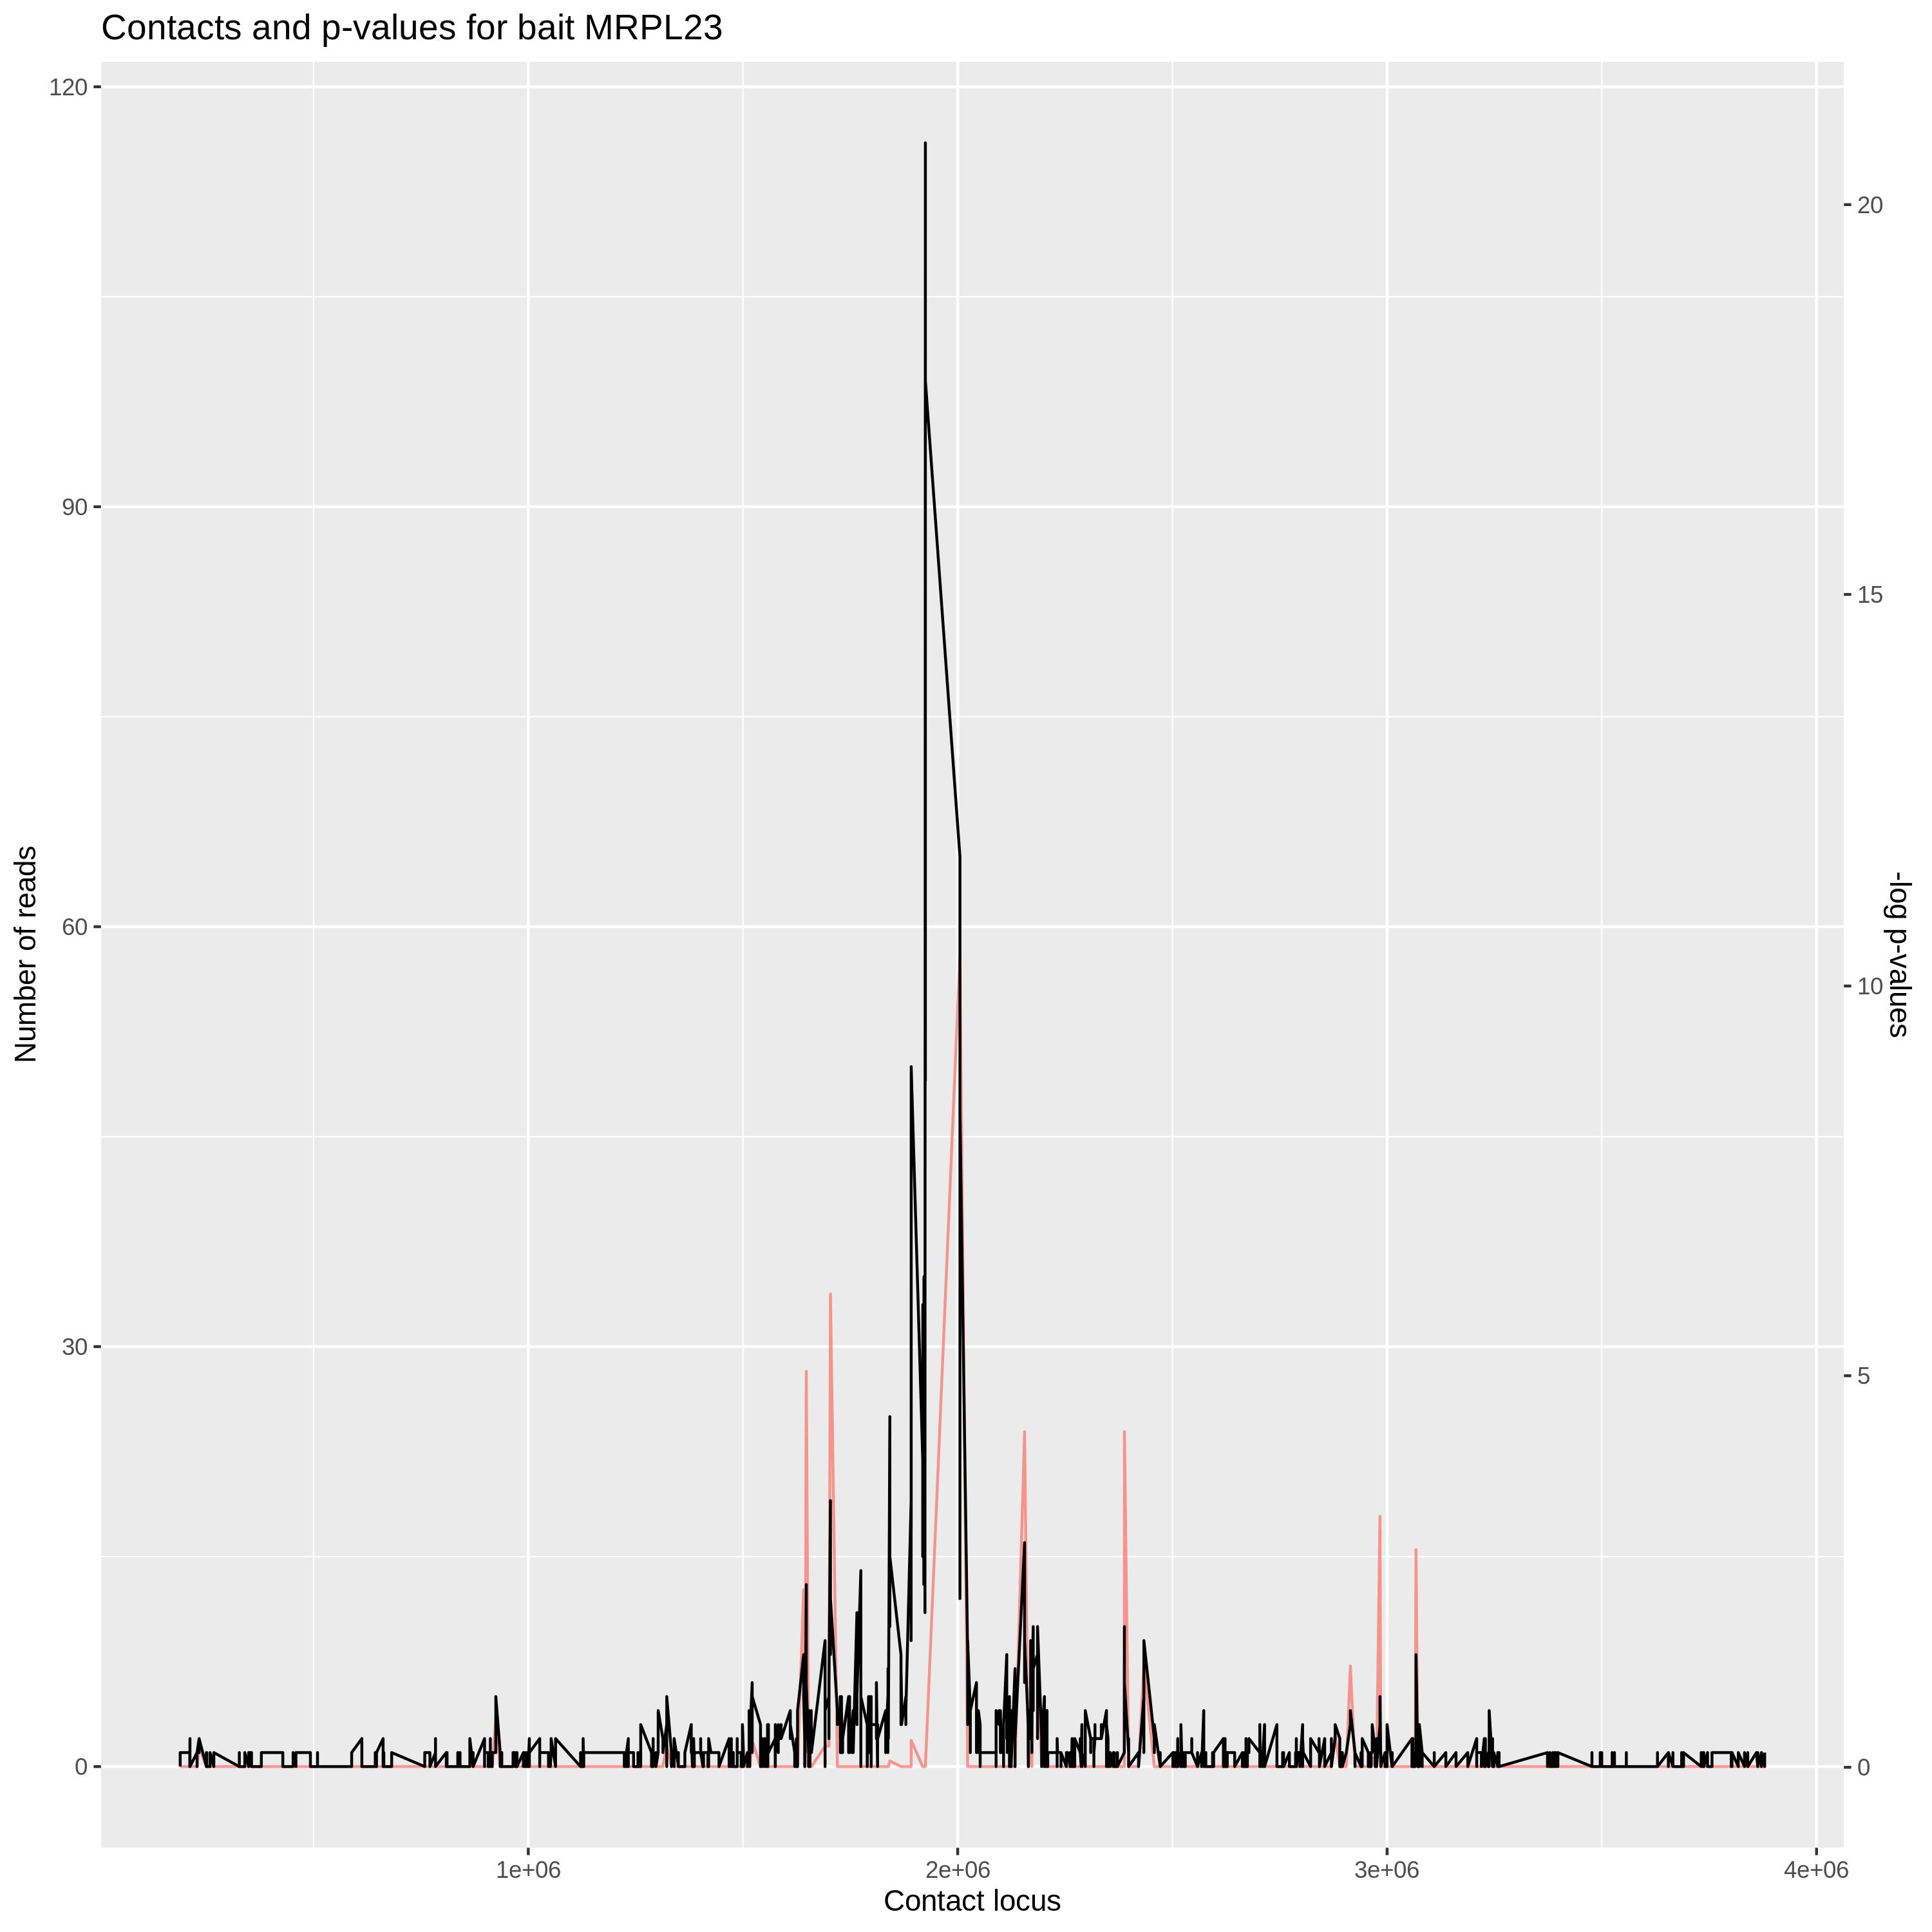 Contacts and p-values for bait MRPL23
120
90
60
30
0
Number of reads
20
15
10
5
0
-log p-values
1e+06
2e+06
3e+06
4e+06
Contact locus